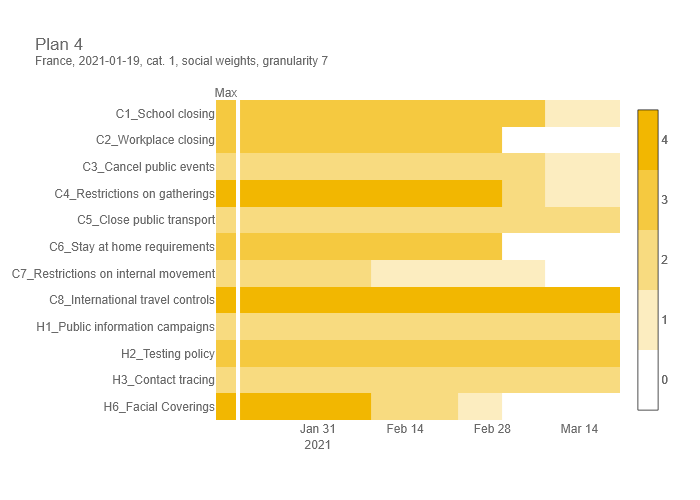 Plan 4
France, 2021-01-19, cat. 1, social weights, granularity 7
Max
C1_School closing
C2_Workplace closing
C3_Cancel public events
C4_Restrictions on gatherings
C5_Close public transport
C6_Stay at home requirements
C7_Restrictions on internal movement
C8_International travel controls
H1_Public information campaigns
H2_Testing policy
H3_Contact tracing
H6_Facial Coverings
Jan 31 Feb 14 Feb 28 Mar 14
2021
4
3
2
1
0